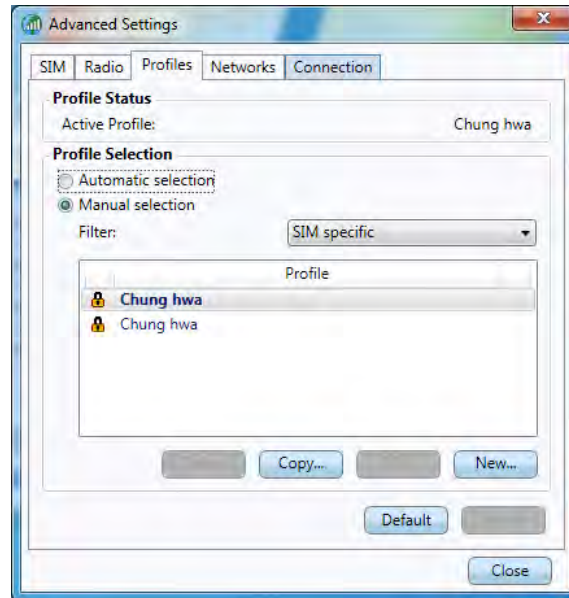 Advanced Settings
SIM Radio Profiles Networks Connection
Profile Status
Active Profile: Chung hwa
Profile Selection
Automatic selection
Manual selection
Filter: SIM specific
Profile
Chung hwa
Chung hwa
Copy... New...
Default
Close